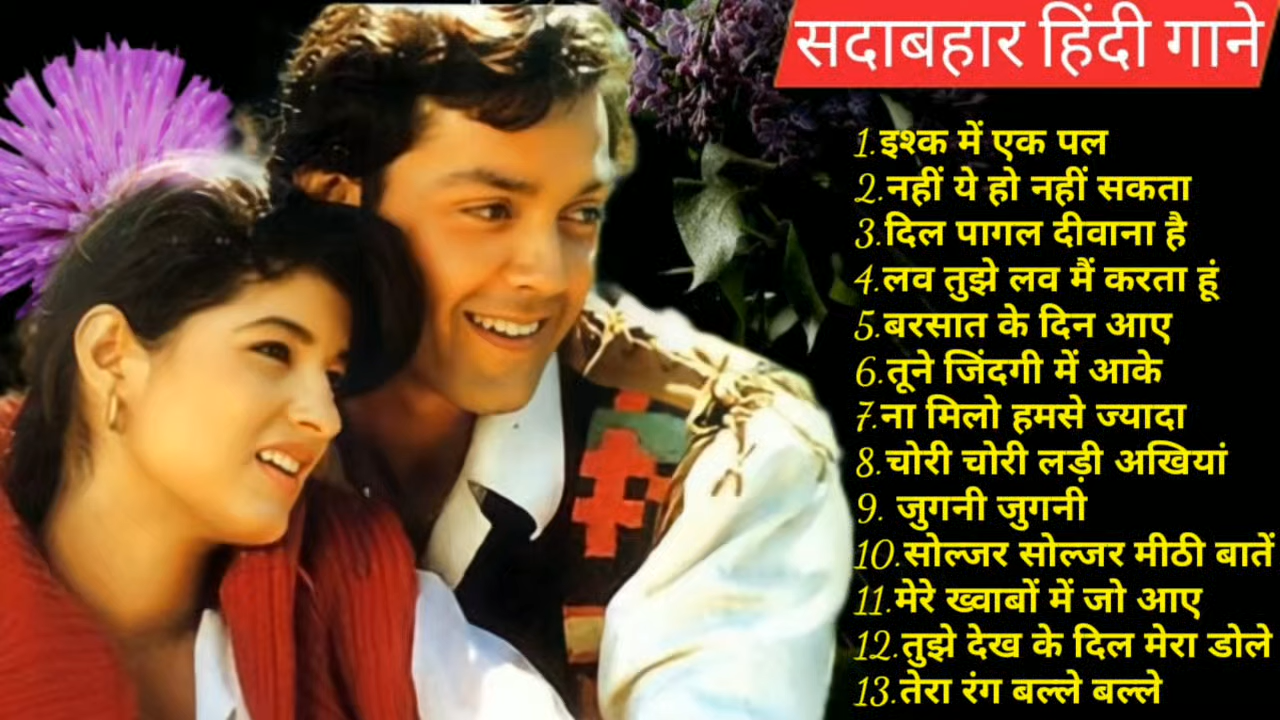 सदाबहार हिंदी गाने
1.इश्क में एक पल
2.नहीं ये हो नहीं सकता
3.दिल पागल दीवाना है
4.लव तुझे लव मैं करता हूं
5.बरसात के दिन आए
6.तूने जिंदगी में आके
7.ना मिलो हमसे ज्यादा
8.चोरी चोरी लड़ी अखियां
9. जुगनी जुगनी
10.सोल्जर सोल्जर मीठी बातें
11.मेरे ख्वाबों में जो आए
12.तुझे देख के दिल मेरा डोले
13.तेरा रंग बल्ले बल्ले